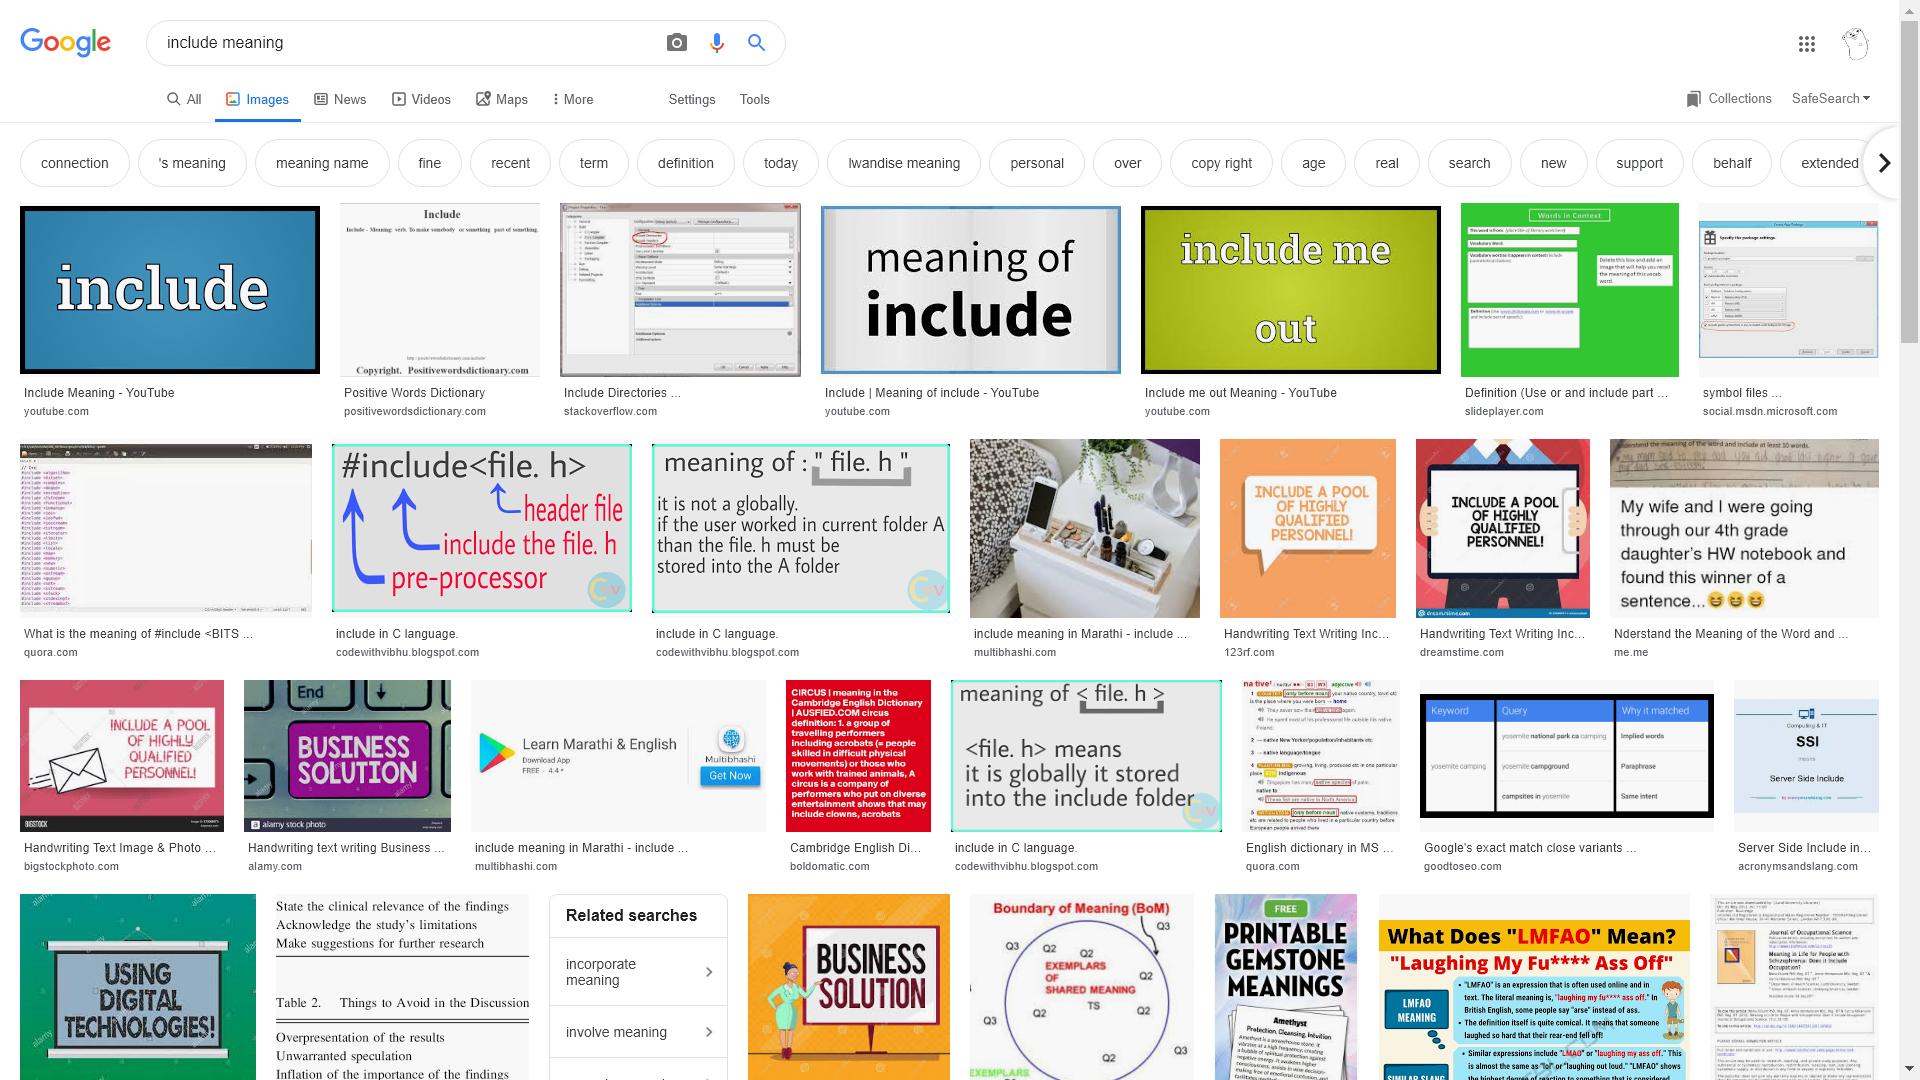 Google
include meaning
All
Images
News
Videos
Maps
More
Settings
Tools
Collections
SafeSearch
connection
's meaning
meaning name
fine
recent
term
definition
today
lwandise meaning
personal
over
copy right
age
real
search
new
support
behalf
extended
include
Include
Include - Meaning: verb. To make somebody or something part of something.
Copyright. Positivewordsdictionary.com
meaning of
include
include me
out
Words in Context
Include Meaning - YouTube
youtube.com
Positive Words Dictionary
positivewordsdictionary.com
Include Directories ...
stackoverflow.com
Include | Meaning of include - YouTube
youtube.com
Include me out Meaning - YouTube
youtube.com
Definition (Use or and include part ...
slideplayer.com
symbol files ...
social.msdn.microsoft.com
#include<file. h>
header file
include the file. h
pre-processor
meaning of : " file. h "
it is not a globally.
if the user worked in current folder A
than the file. h must be
stored into the A folder
INCLUDE A POOL
OF HIGHLY
QUALIFIED
PERSONNEL!
INCLUDE A POOL
OF HIGHLY
QUALIFIED
PERSONNEL!
dreamstime.com
My wife and I were going
through our 4th grade
daughter's HW notebook and
found this winner of a
sentence...
What is the meaning of #include <BITS ...
quora.com
include in C language.
codewithvibhu.blogspot.com
include in C language.
codewithvibhu.blogspot.com
include meaning in Marathi - include ...
multibhashi.com
Handwriting Text Writing Inc...
123rf.com
Handwriting Text Writing Inc...
dreamstime.com
Nderstand the Meaning of the Word and ...
me.me
INCLUDE A POOL
OF HIGHLY
QUALIFIED
PERSONNEL!
BIGSTOCK
End
BUSINESS
SOLUTION
alamy stock photo
Learn Marathi & English
Download App
FREE · 4.4 *
Multibhashi
Get Now
CIRCUS | meaning in the
Cambridge English Dictionary
| AUSFIED.COM circus
definition: 1. a group of
travelling performers
including acrobats (= people
skilled in difficult physical
movements) or those who
work with trained animals, A
circus is a company of
performers who put on diverse
entertainment shows that may
include clowns, acrobats
meaning of < file. h >
<file. h> means
it is globally it stored
into the include folder
Keyword
Query
Why it matched
yosemite camping
yosemite national park ca camping
Implied words
yosemite campground
Paraphrase
campsites in yosemite
Same intent
Computing & IT
SSI
means
Server Side Include
Handwriting Text Image & Photo ...
bigstockphoto.com
Handwriting text writing Business ...
alamy.com
include meaning in Marathi - include ...
multibhashi.com
Cambridge English Di...
boldomatic.com
include in C language.
codewithvibhu.blogspot.com
English dictionary in MS ...
quora.com
Google's exact match close variants ...
goodtoseo.com
Server Side Include in...
acronymsandslang.com
USING
DIGITAL
TECHNOLOGIES!
State the clinical relevance of the findings
Acknowledge the study's limitations
Make suggestions for further research
Table 2. Things to Avoid in the Discussion
Overpresentation of the results
Unwarranted speculation
Inflation of the importance of the findings
Related searches
incorporate
meaning
involve meaning
BUSINESS
SOLUTION
Boundary of Meaning (BoM)
Q3
Q3
Q2
Q2
EXEMPLARS
OF
SHARED MEANING
Q2
TS
Q2
Q2
Q3
Q3
Q2
EXEMPLARS
FREE
PRINTABLE
GEMSTONE
MEANINGS
Amethyst
Protection, Cleansing, Intuition
What Does "LMFAO" Mean?
"Laughing My Fu**** Ass Off"
LMFAO
MEANING
• "LMFAO" is an expression that is often used online and in
text. The literal meaning is, "laughing my fu**** ass off." In
British English, some people say "arse" instead of ass.
• The definition itself is quite comical. It means that someone
laughed so hard that their rear-end fell off!
• Similar expressions include "LMAO" or "laughing my ass off." This
is almost the same as "lol" or "laughing out loud." "LMFAO" shows
the highest degree of reaction to something that is considered
SIMILAR SLANG
Journal of Occupational Science
Meaning in Life for People with
Schizophrenia: Does it Include
Occupation?